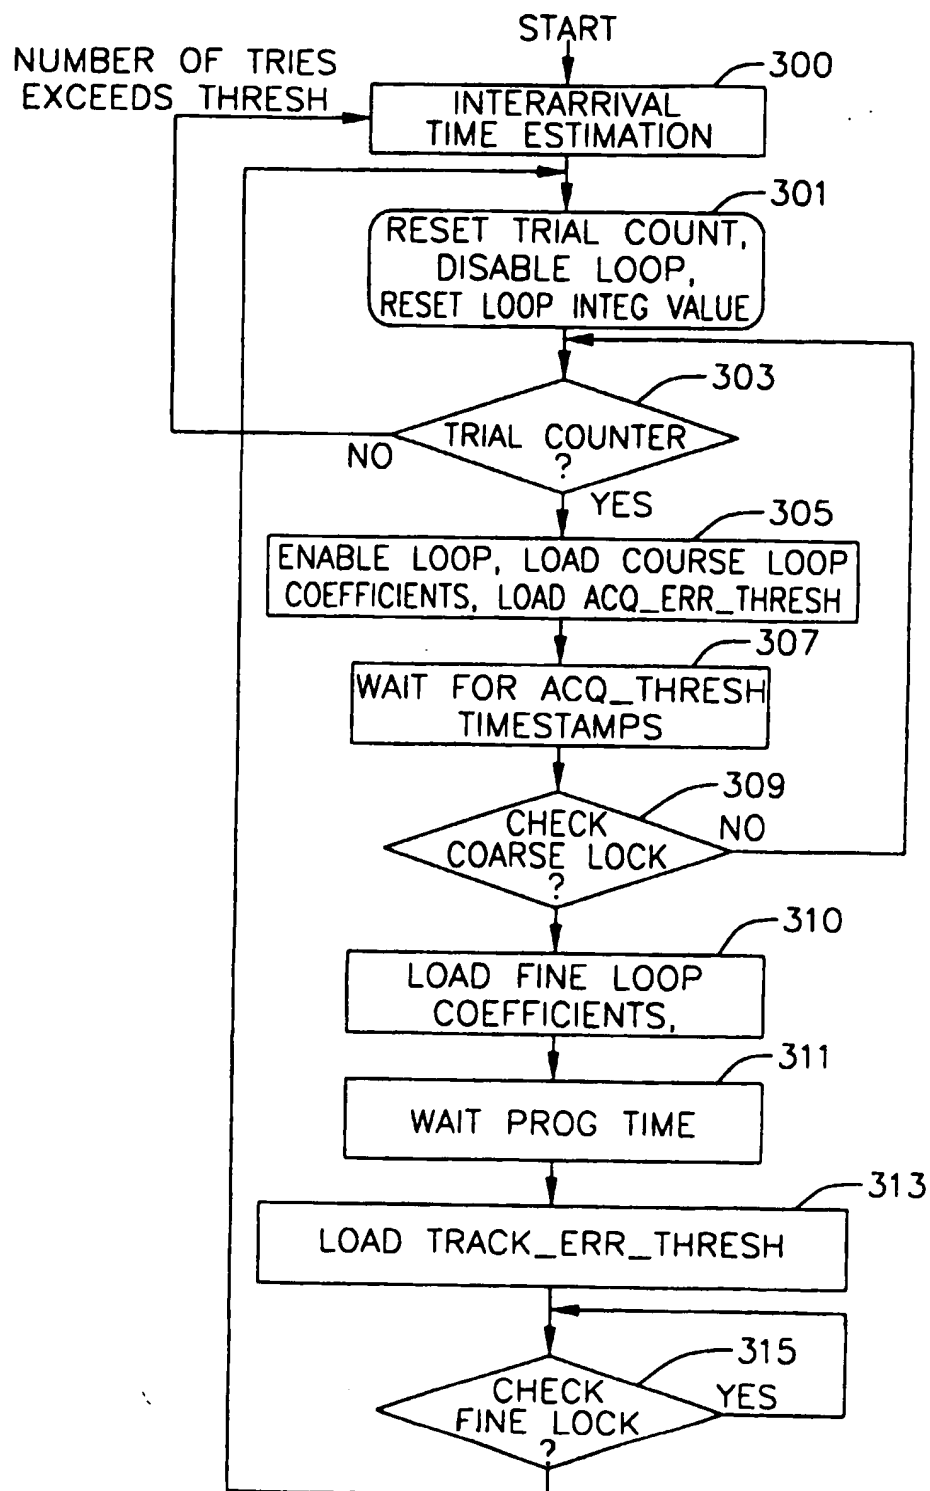 START
NUMBER OF TRIES
EXCEEDS THRESH
300
INTERARRIVAL
TIME ESTIMATION
301
RESET TRIAL COUNT,
DISABLE LOOP,
RESET LOOP INTEG VALUE
303
TRIAL COUNTER
?
NO
YES
305
ENABLE LOOP, LOAD COURSE LOOP
COEFFICIENTS, LOAD ACQ_ERR_THRESH
307
WAIT FOR ACQ_THRESH
TIMESTAMPS
309
CHECK
COARSE LOCK
?
NO
310
LOAD FINE LOOP
COEFFICIENTS,
311
WAIT PROG TIME
313
LOAD TRACK_ERR_THRESH
315
CHECK
FINE LOCK
?
YES